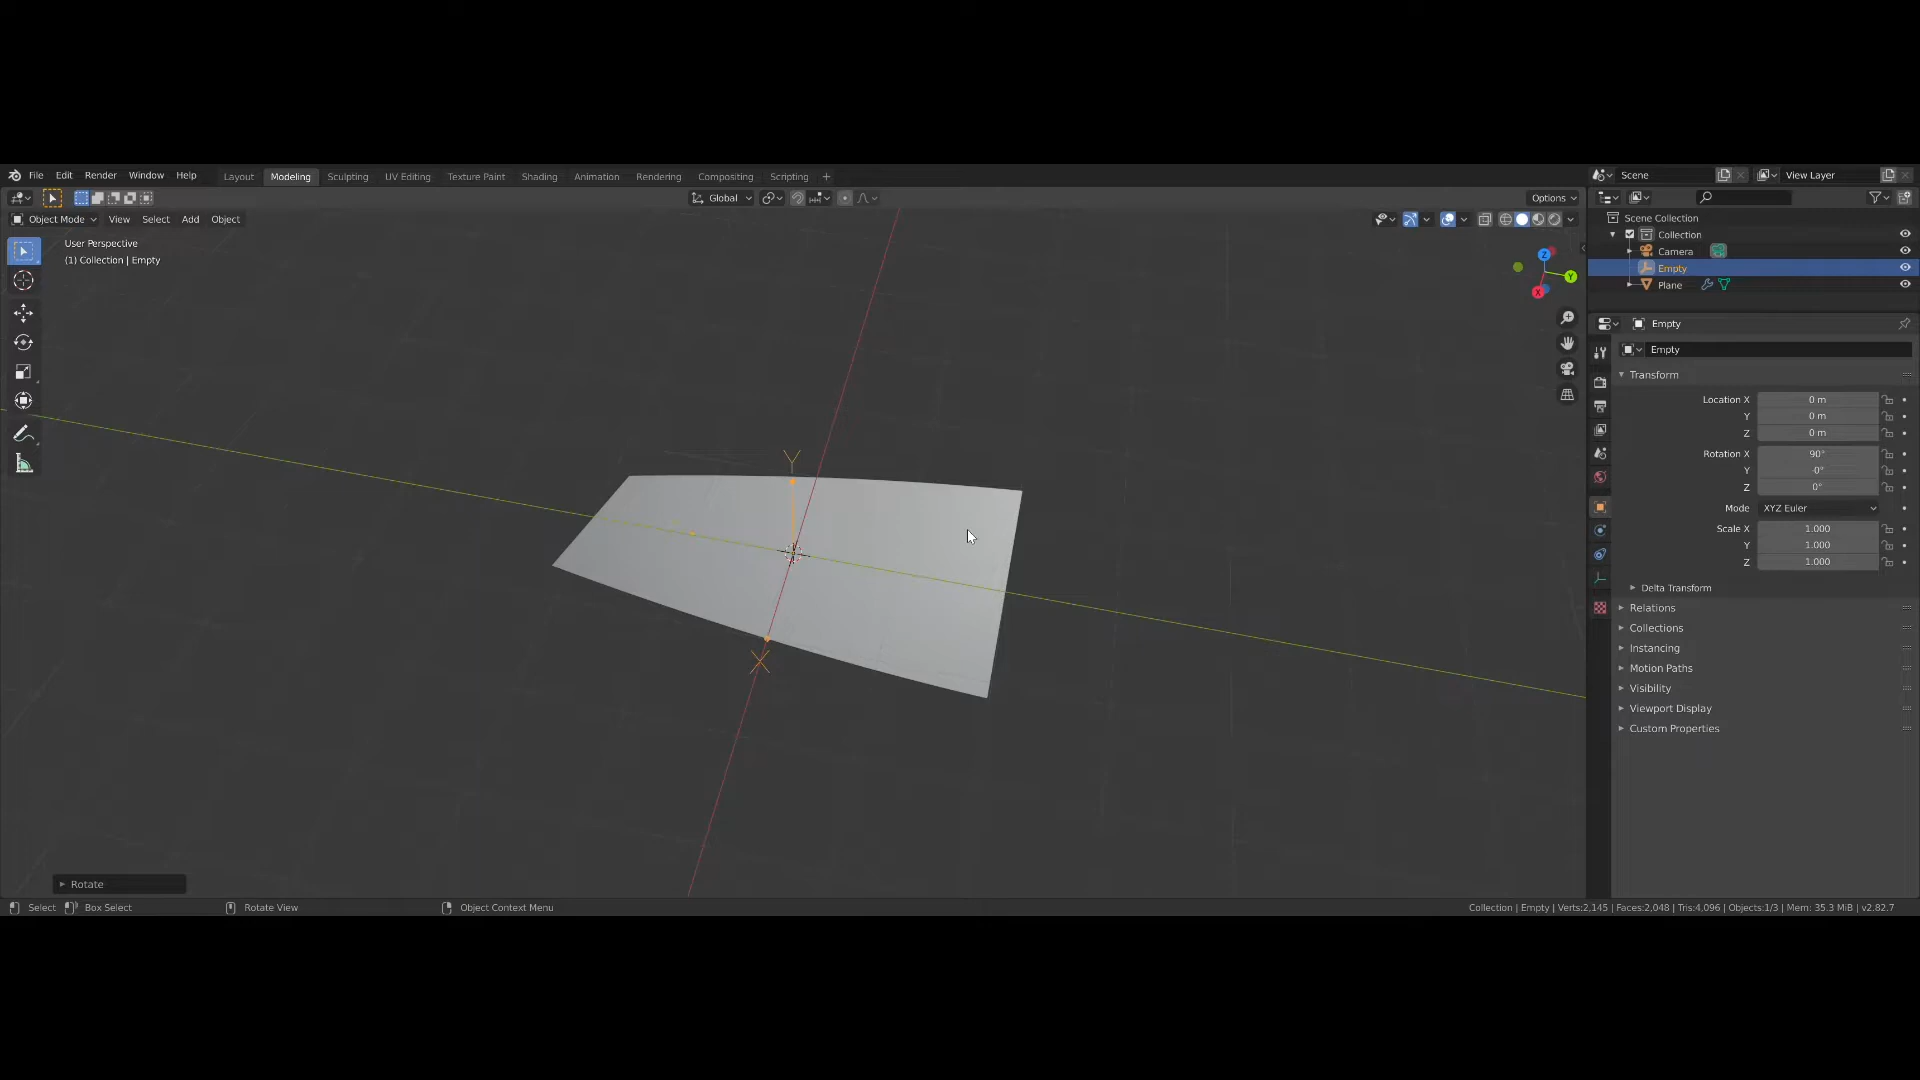 File Edit Render Window Help Layout Modeling Sculpting UV Editing Texture Paint Shading Animation Rendering Compositing Scripting + Scene View Layer
Global Options
Object Mode View Select Add Object
User Perspective
(1) Collection | Empty
Z
Y
X
Y
X
Rotate
Scene Collection
Collection
Camera
Empty
Plane
Empty
Empty
Transform
Location X 0 m
Y 0 m
Z 0 m
Rotation X 90°
Y -0°
Z 0°
Mode XYZ Euler
Scale X 1.000
Y 1.000
Z 1.000
Delta Transform
Relations
Collections
Instancing
Motion Paths
Visibility
Viewport Display
Custom Properties
Select Box Select Rotate View Object Context Menu Collection | Empty | Verts:2,145 | Faces:2,048 | Tris:4,096 | Objects:1/3 | Mem: 35.3 MiB | v2.82.7